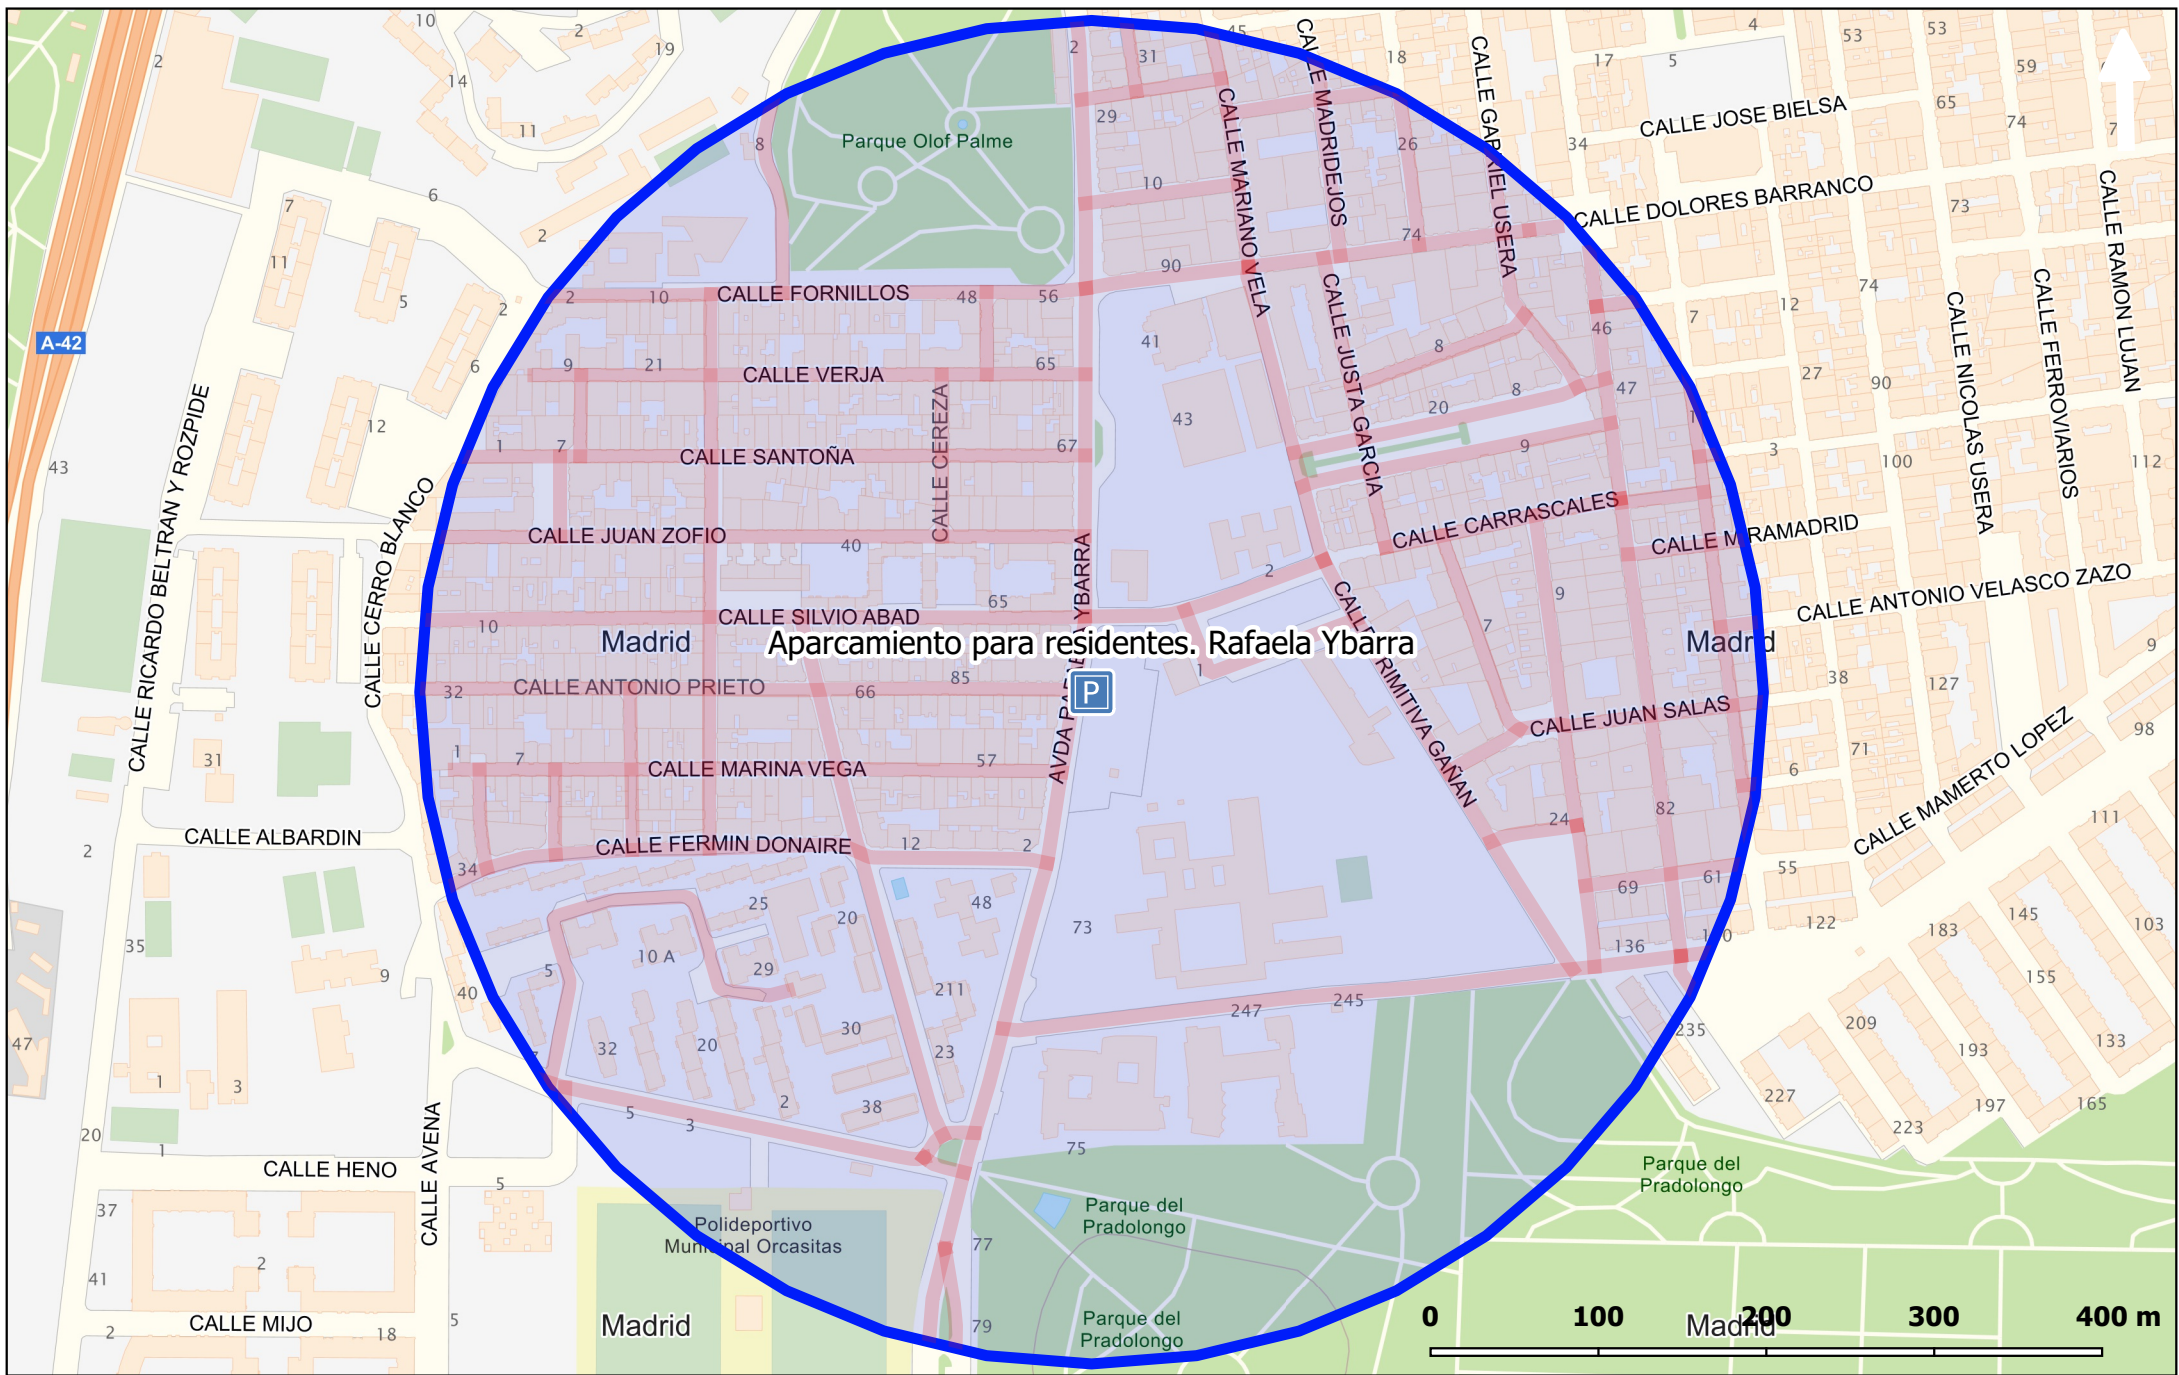 CALLE JOSE BIELSA
CALLE DOLORES BARRANCO
CALLE MADRIDEJOS
CALLE GABRIEL USERA
CALLE MARIANO VELA
CALLE RAMON LUJAN
CALLE FERROVIARIOS
CALLE NICOLAS USERA
Parque Olof Palme
CALLE FORNILLOS
CALLE JUSTA GARCIA
A-42
CALLE VERJA
CALLE CEREZA
CALLE SANTOÑA
CALLE RICARDO BELTRAN Y ROZPIDE
CALLE CERRO BLANCO
CALLE JUAN ZOFIO
CALLE CARRASCALES
CALLE MIRAMADRID
CALLE ANTONIO VELASCO ZAZO
CALLE SILVIO ABAD
Madrid
Aparcamiento para residentes. Rafaela Ybarra
Madrid
P
CALLE ANTONIO PRIETO
CALLE PRIMITIVA GAÑAN
CALLE JUAN SALAS
AVDA RAFAELA YBARRA
CALLE MARINA VEGA
CALLE MAMERTO LOPEZ
CALLE ALBARDIN
CALLE FERMIN DONAIRE
10 A
CALLE HENO
CALLE AVENA
Polideportivo
Municipal Orcasitas
Parque del
Pradolongo
Parque del
Pradolongo
Parque del
Pradolongo
CALLE MIJO
Madrid
Madrid
0 100 200 300 400 m